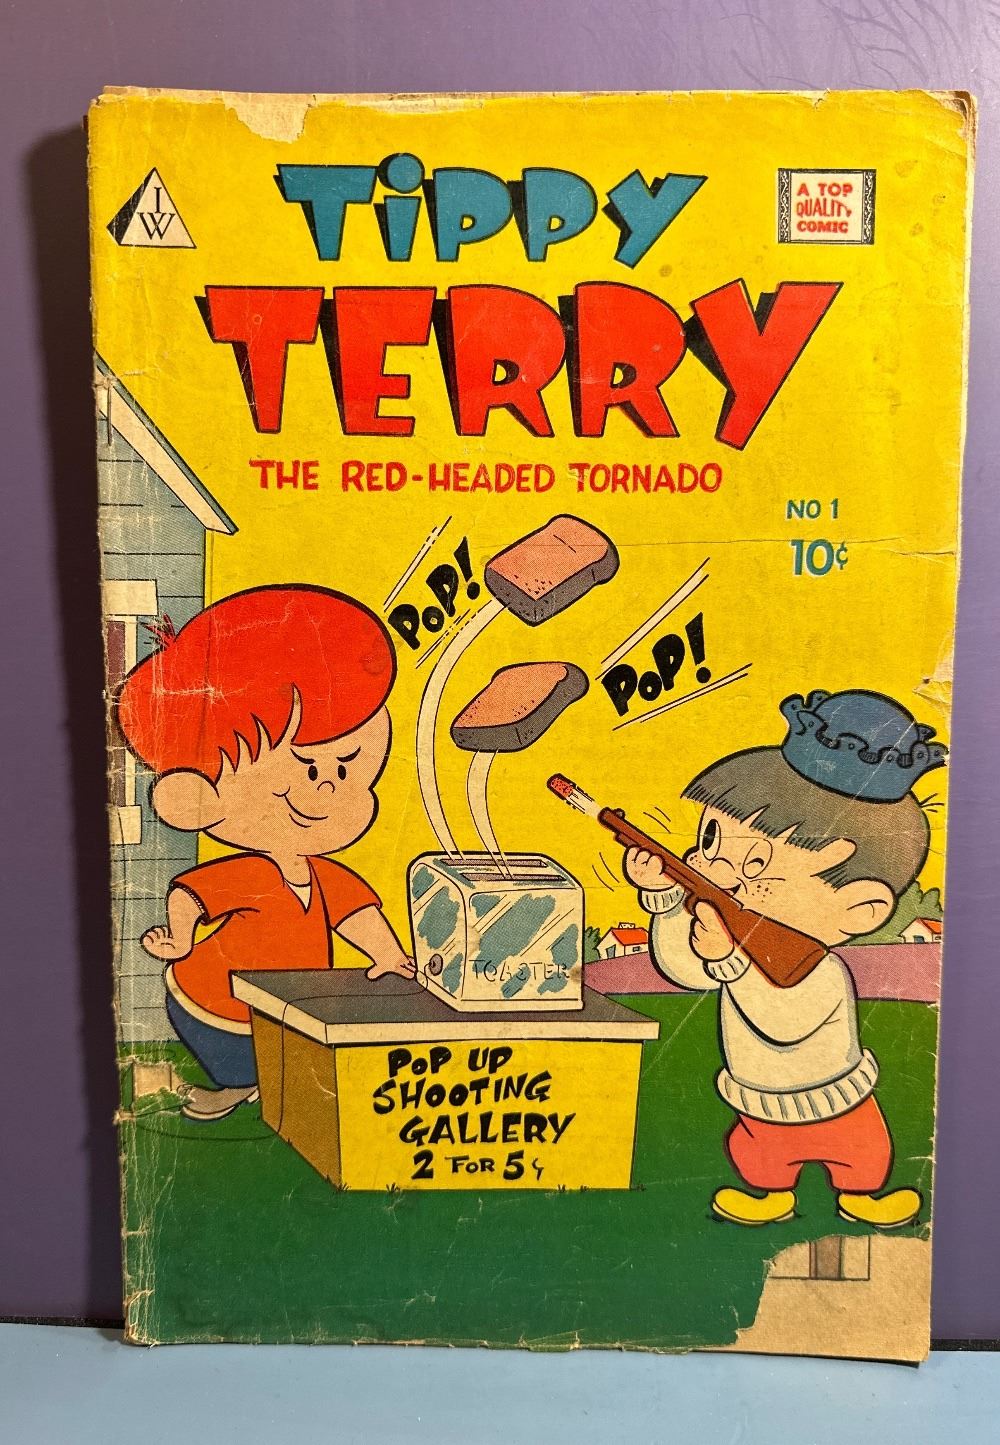 I
W
TiPPY
A TOP
QUALITY
COMIC
TERRY
THE RED-HEADED TORNADO
NO 1
10¢
POP!
POP!
TOASTER
POP UP
SHOOTING
GALLERY
2 FOR 5¢